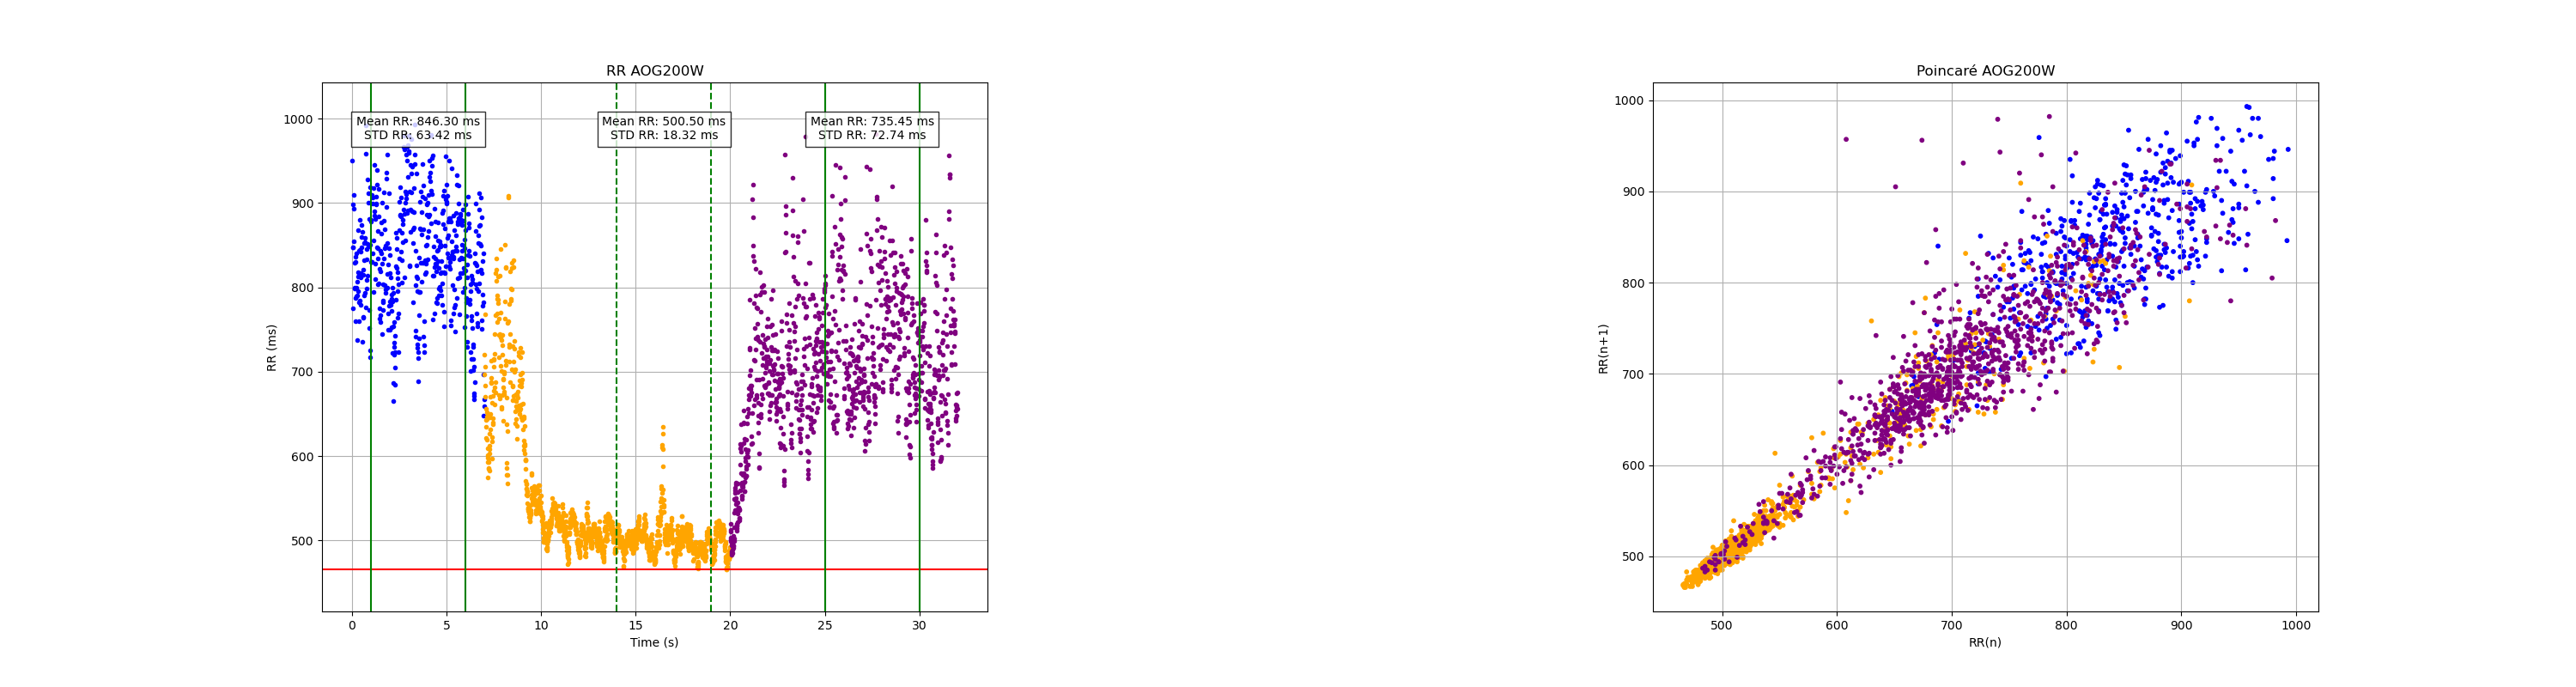 RR AOG200W
RR (ms)
1000
900
800
700
600
500
Mean RR: 846.30 ms
STD RR: 63.42 ms
Mean RR: 500.50 ms
STD RR: 18.32 ms
Mean RR: 735.45 ms
STD RR: 72.74 ms
0 5 10 15 20 25 30
Time (s)
Poincaré AOG200W
RR(n+1)
1000
900
800
700
600
500
500 600 700 800 900 1000
RR(n)